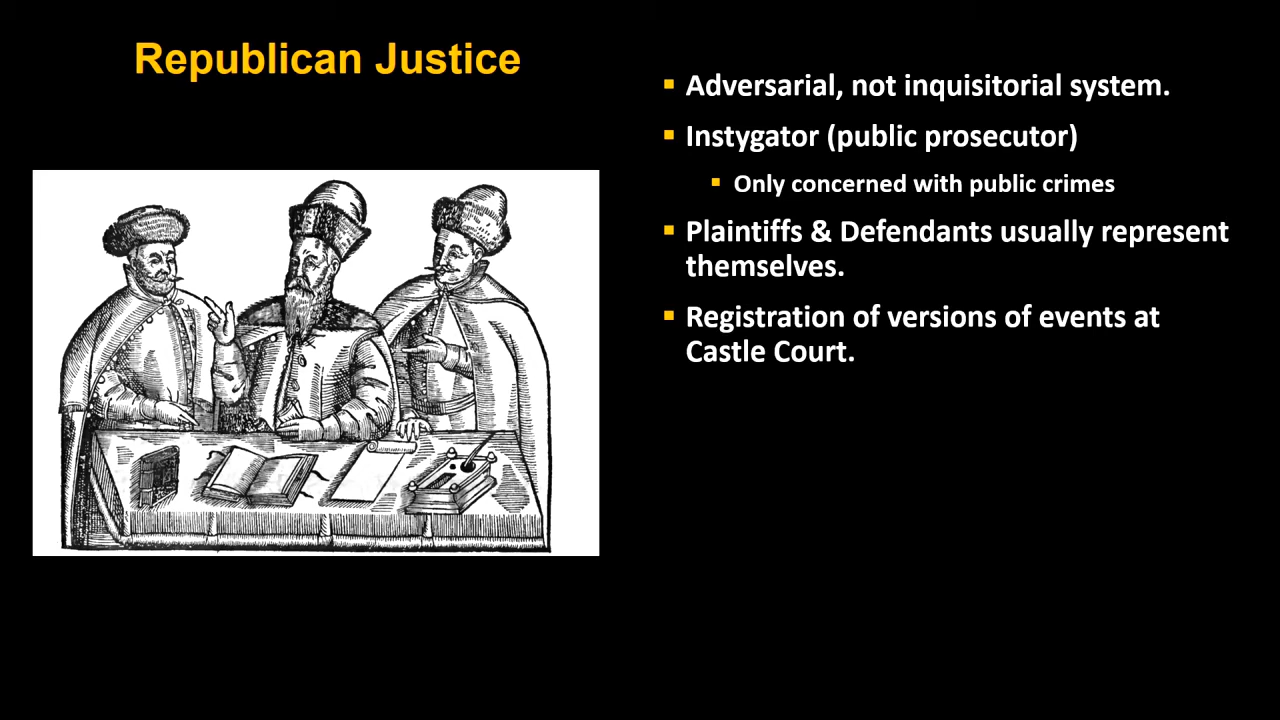 Republican Justice
▪ Adversarial, not inquisitorial system.
▪ Instygator (public prosecutor)
▪ Only concerned with public crimes
▪ Plaintiffs & Defendants usually represent
themselves.
▪ Registration of versions of events at
Castle Court.